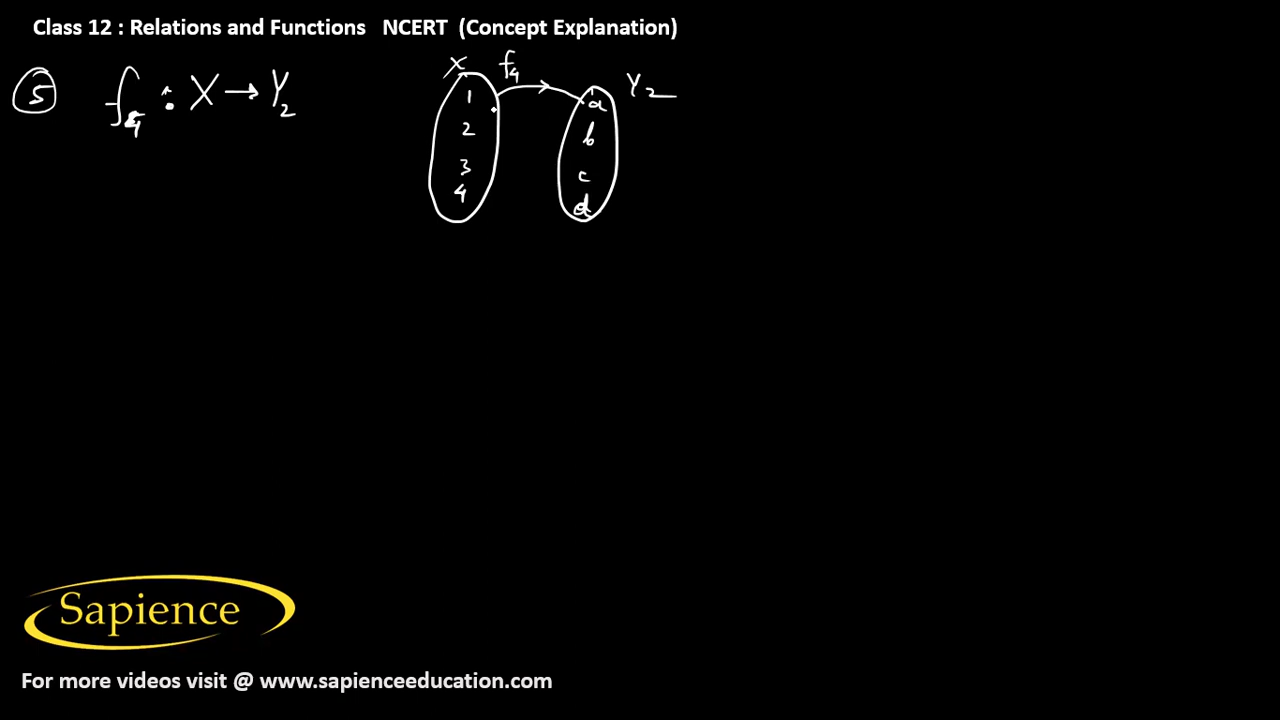 Class 12 : Relations and Functions NCERT (Concept Explanation)
5 f4 : X → Y2
X f4 Y2
1 a
2 b
3 c
4 d
Sapience
For more videos visit @ www.sapienceeducation.com